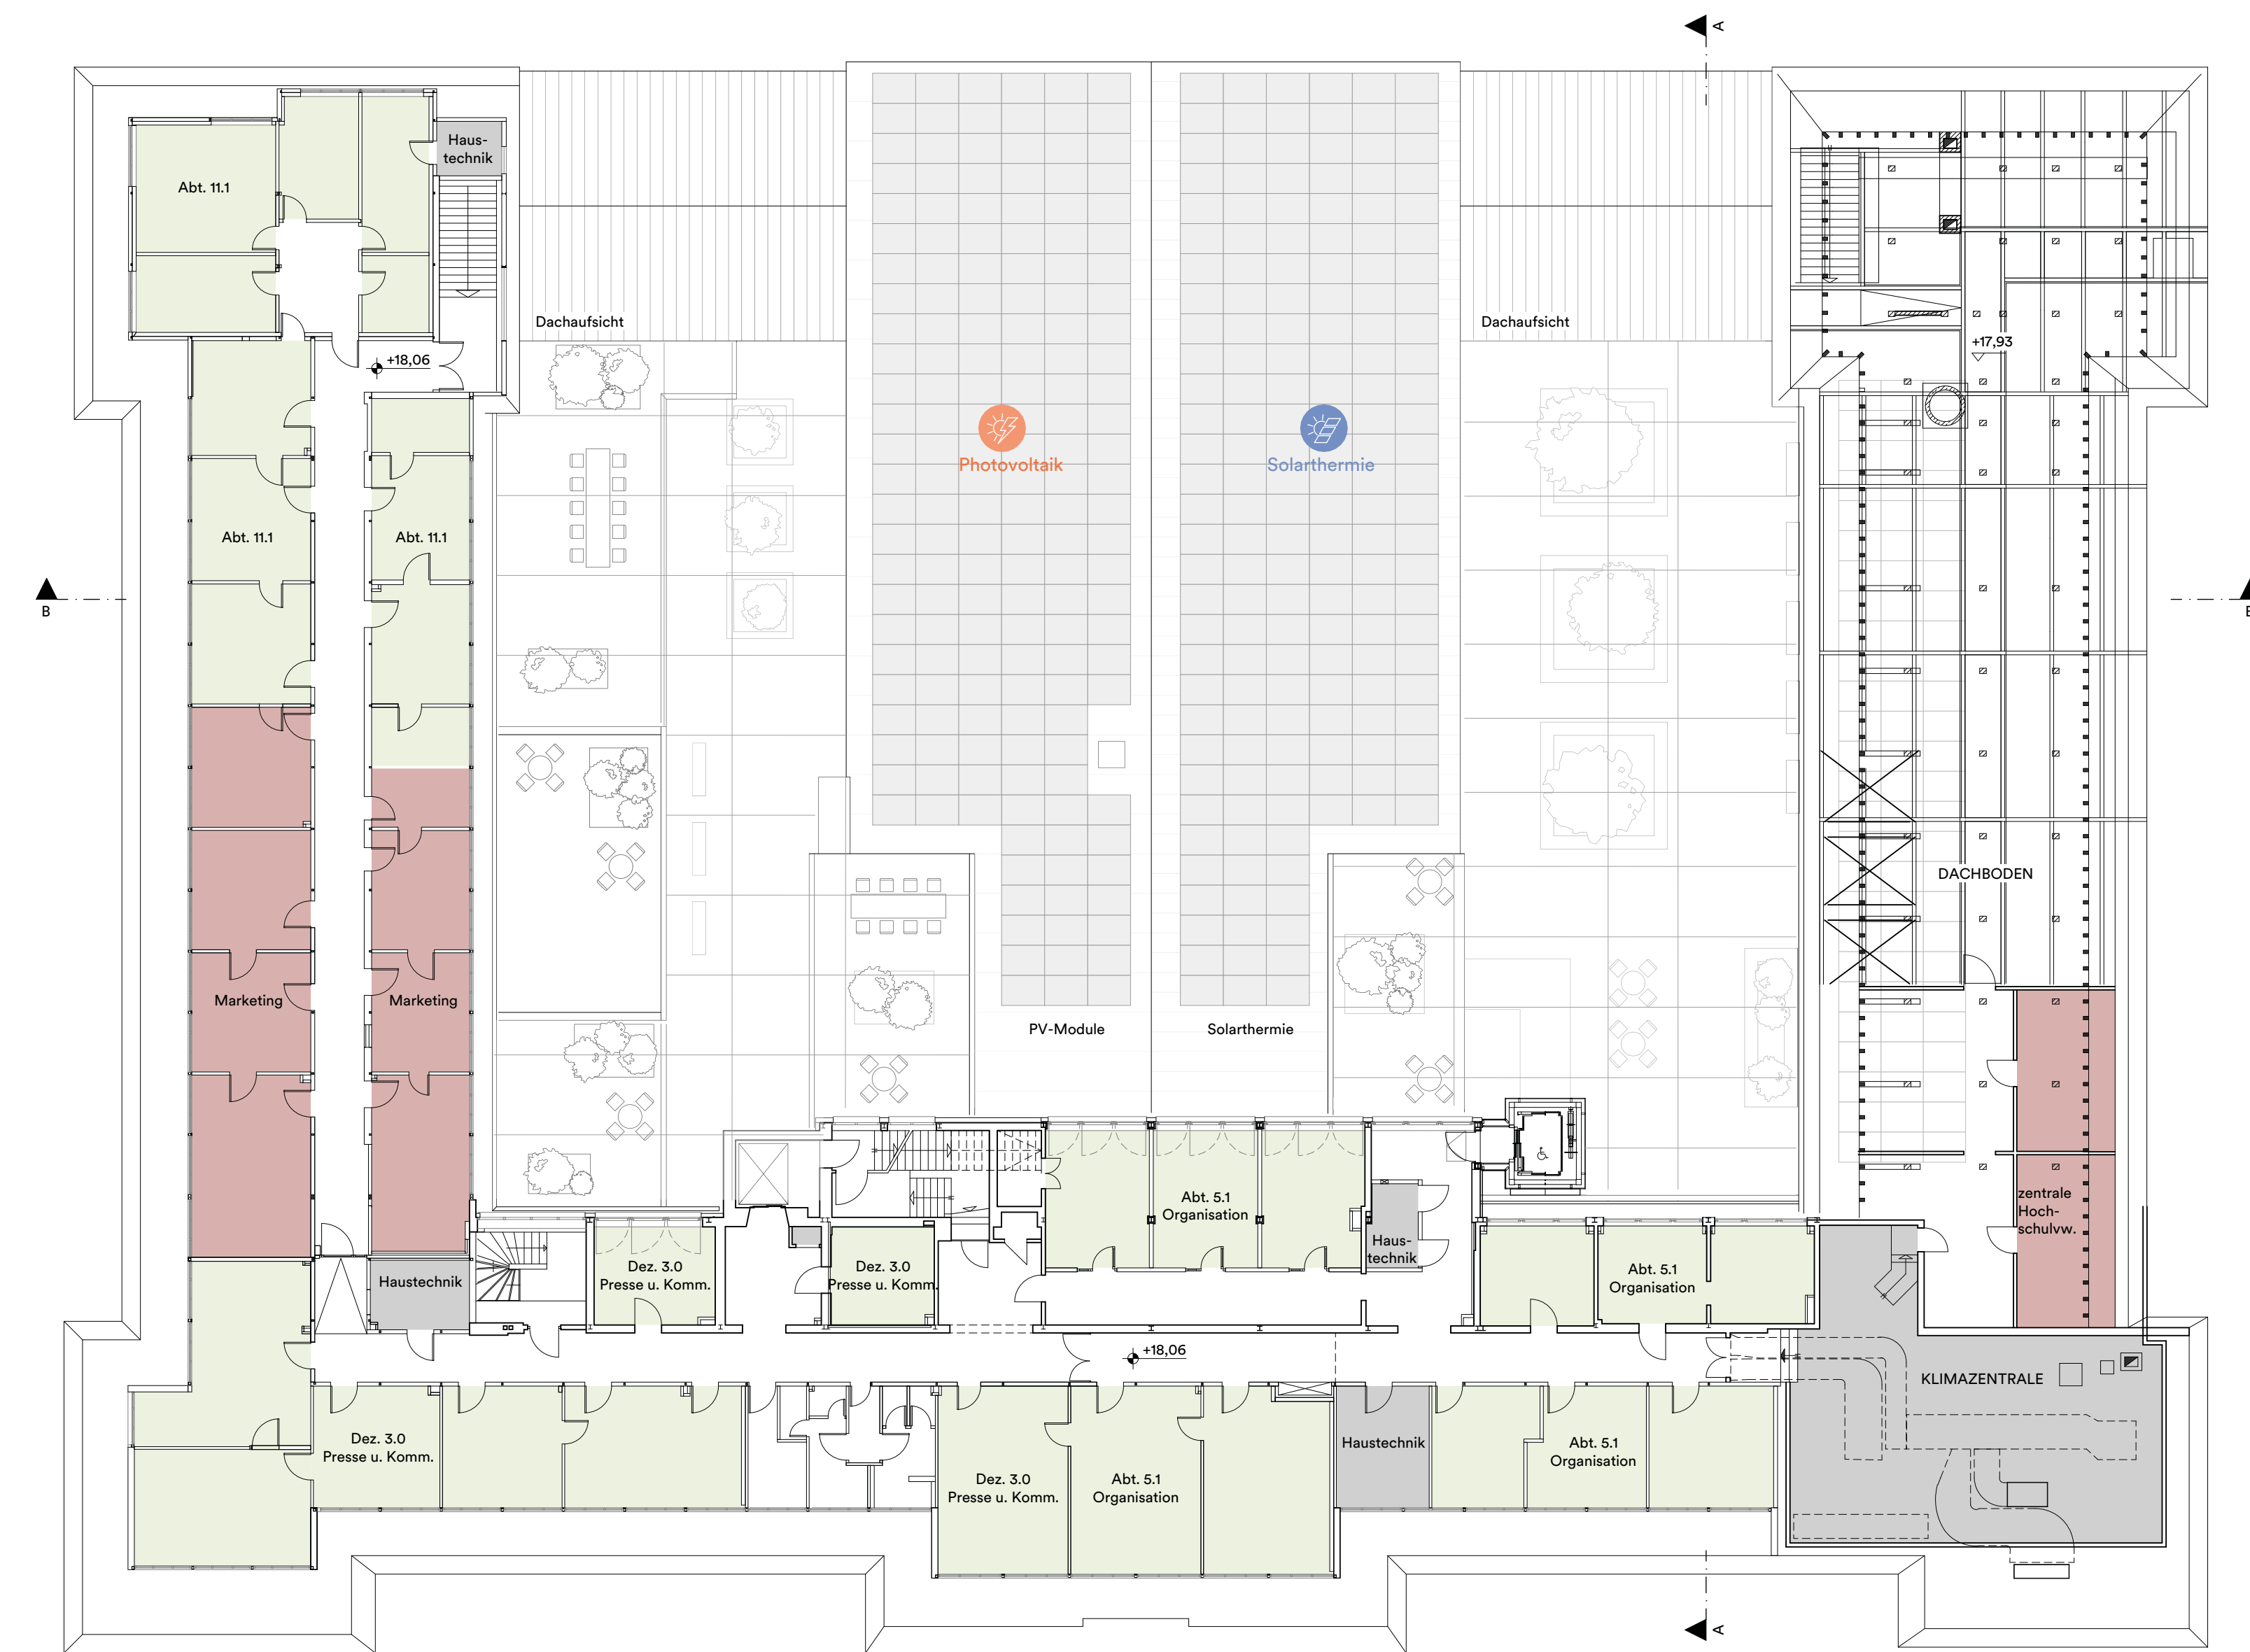 A
Haus-
technik
Abt. 11.1
Dachaufsicht
Dachaufsicht
+17,93
+18,06
Photovoltaik
Solarthermie
Abt. 11.1
Abt. 11.1
B
B
DACHBODEN
Marketing
Marketing
PV-Module
Solarthermie
zentrale
Hoch-
schulvw.
Abt. 5.1
Organisation
Haus-
technik
Haustechnik
Dez. 3.0
Presse u. Komm.
Dez. 3.0
Presse u. Komm.
Abt. 5.1
Organisation
+18,06
KLIMAZENTRALE
Dez. 3.0
Presse u. Komm.
Haustechnik
Abt. 5.1
Organisation
Dez. 3.0
Presse u. Komm.
Abt. 5.1
Organisation
A